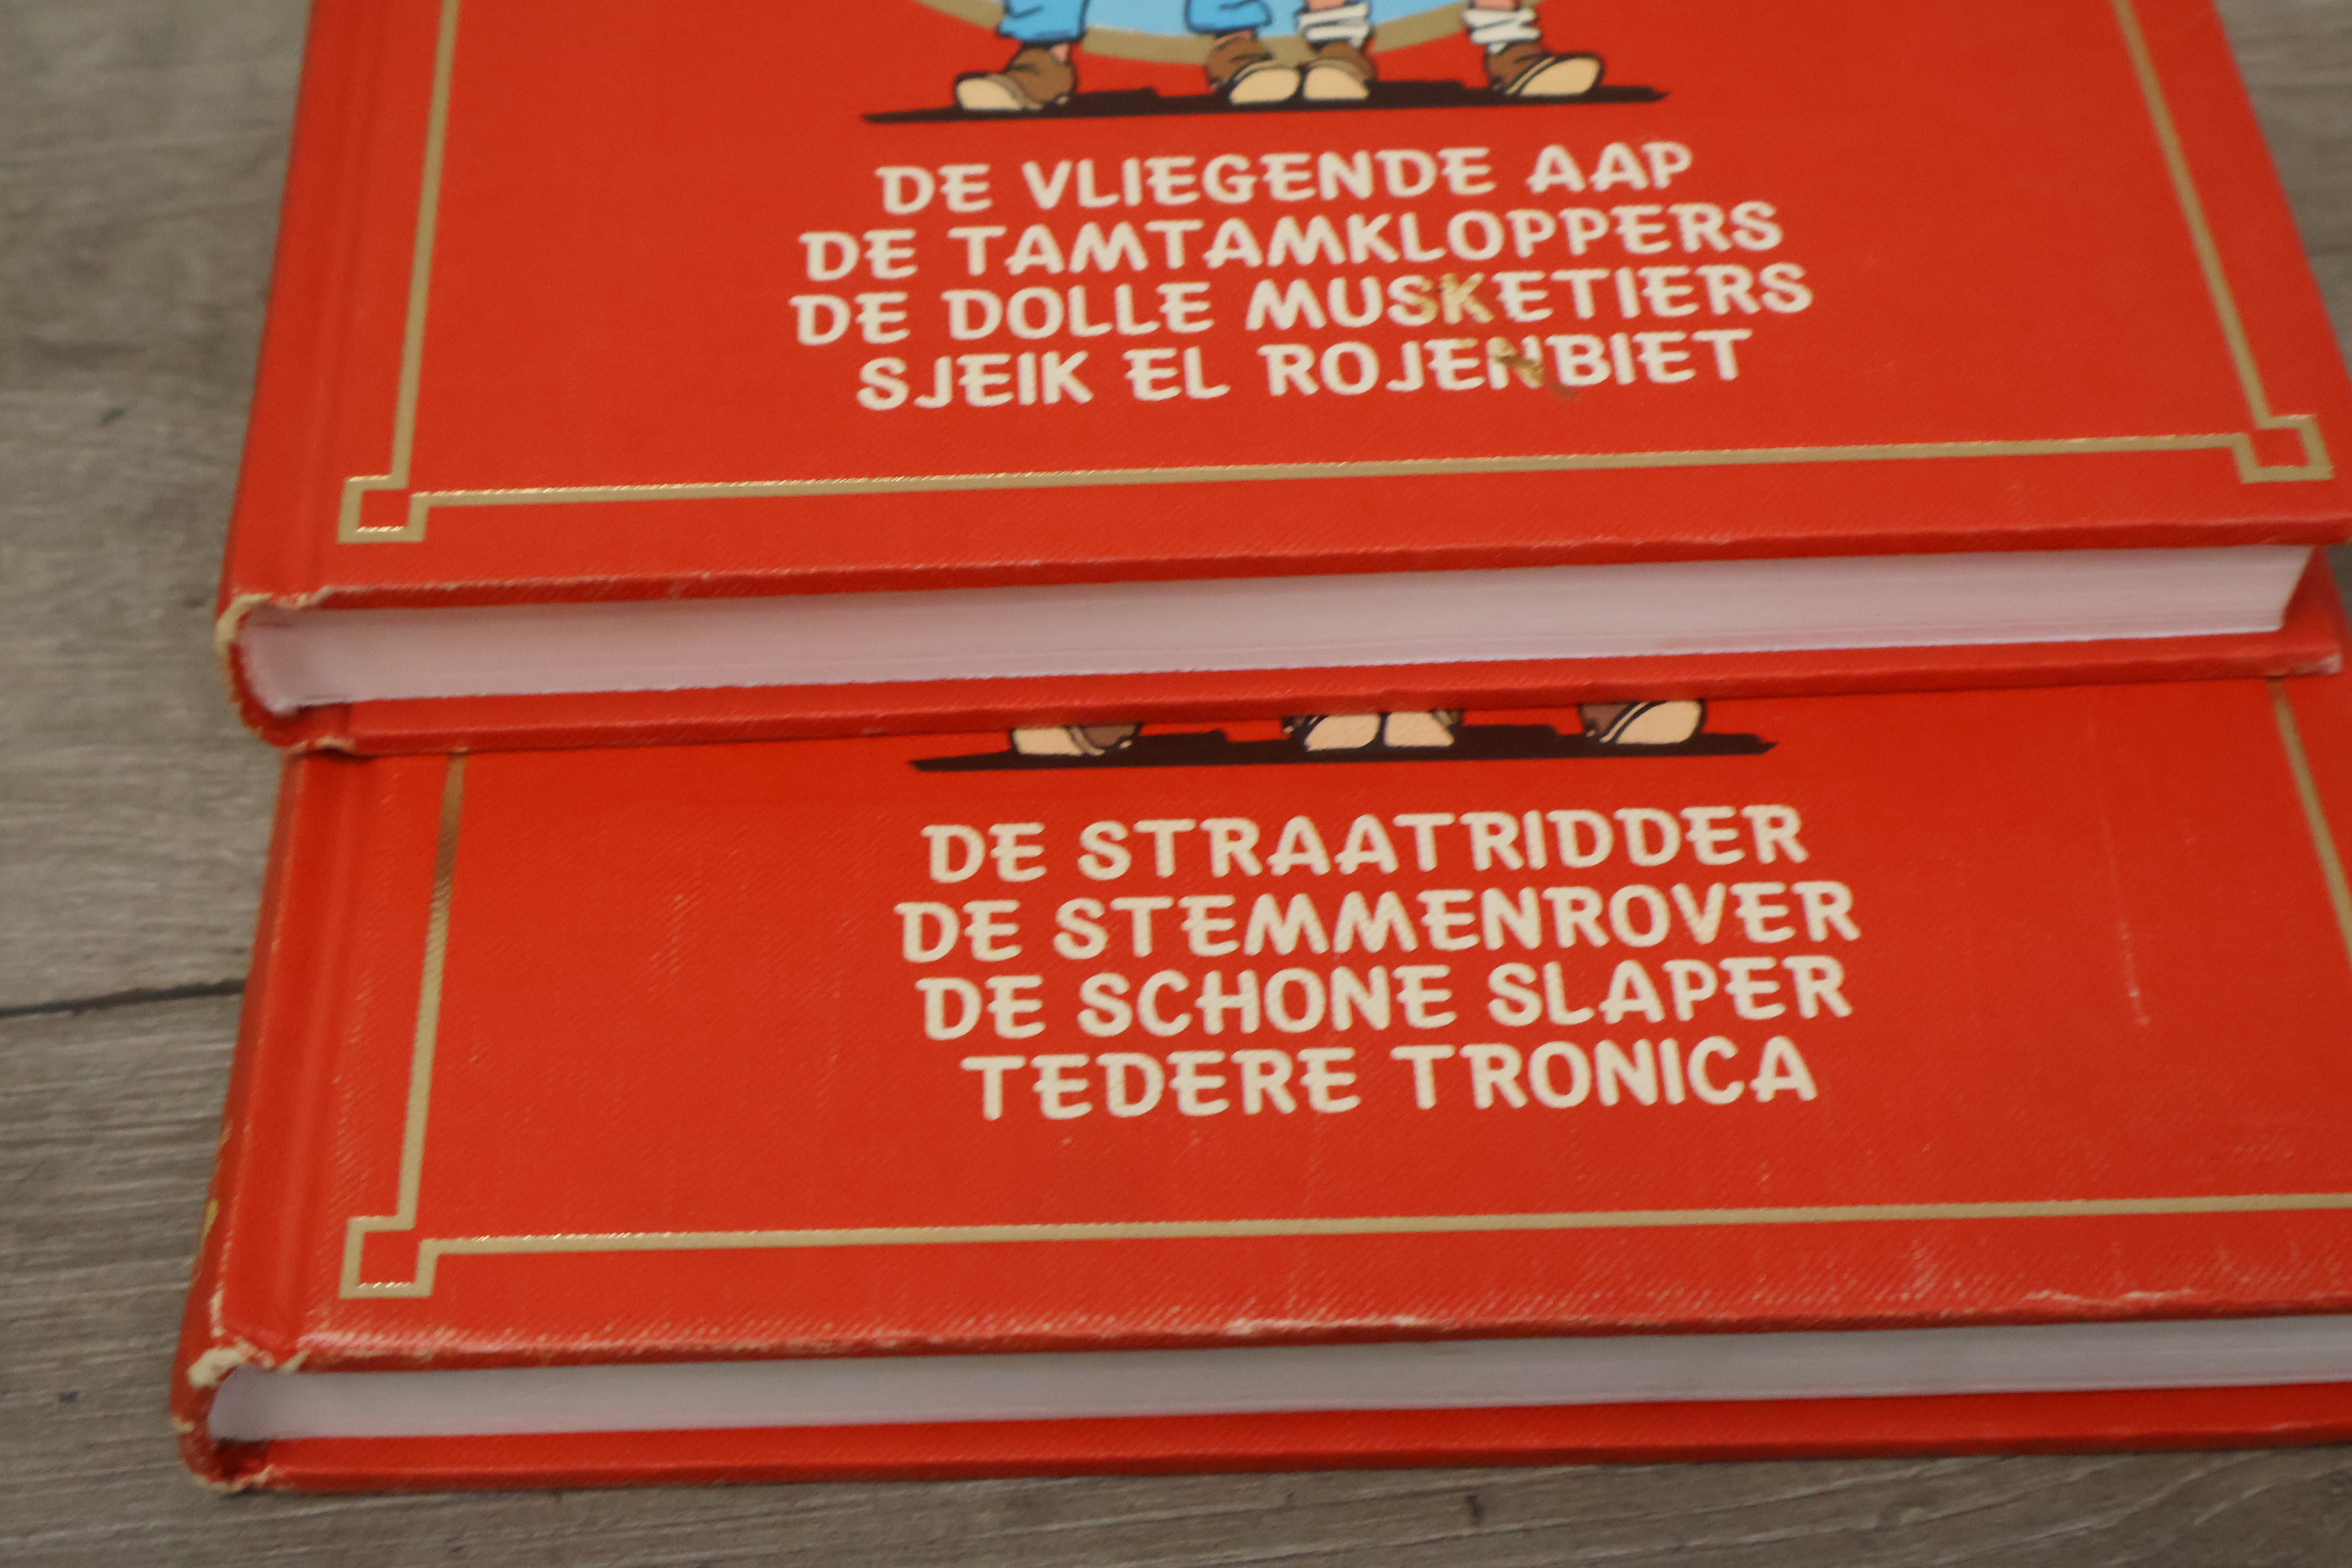 DE VLIEGENDE AAP
DE TAMTAMKLOPPERS
DE DOLLE MUSKETIERS
SJEIK EL ROJENBIET
DE STRAATRIDDER
DE STEMMENROVER
DE SCHONE SLAPER
TEDERE TRONICA